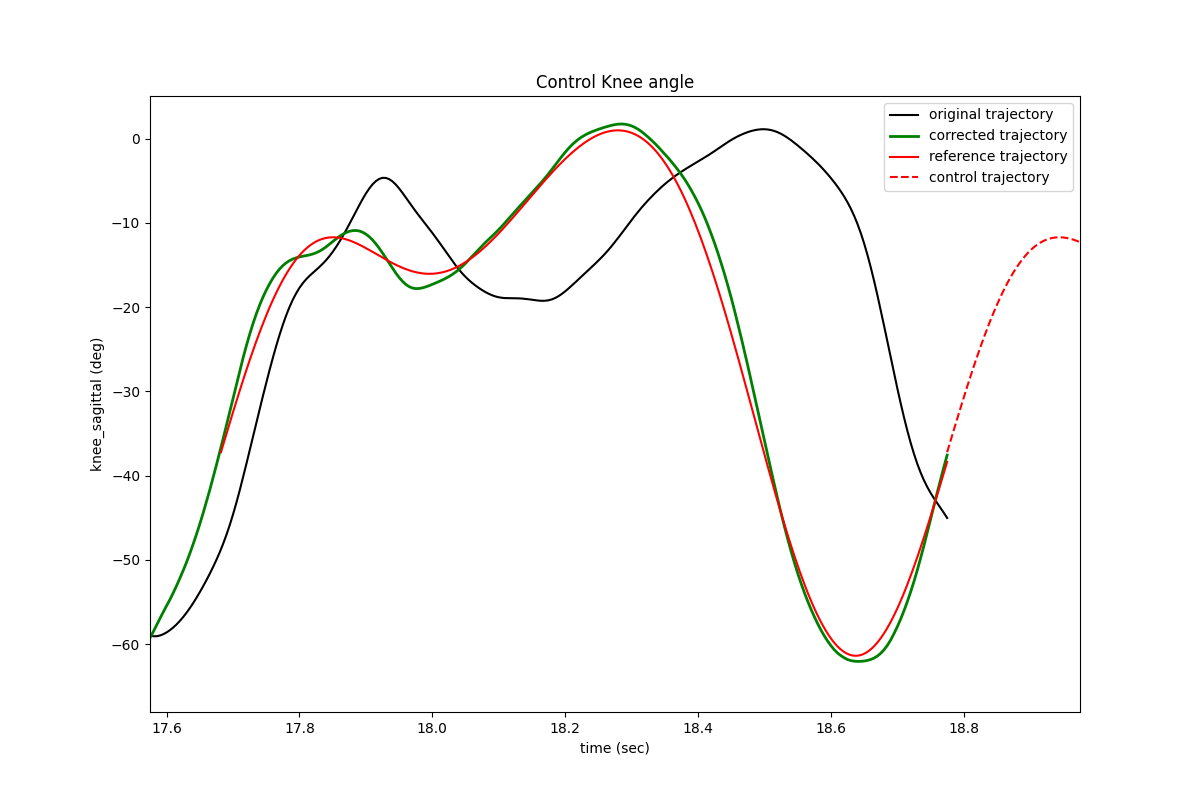 Control Knee angle
original trajectory
corrected trajectory
reference trajectory
control trajectory
knee_sagittal (deg)
0
−10
−20
−30
−40
−50
−60
17.6 17.8 18.0 18.2 18.4 18.6 18.8
time (sec)